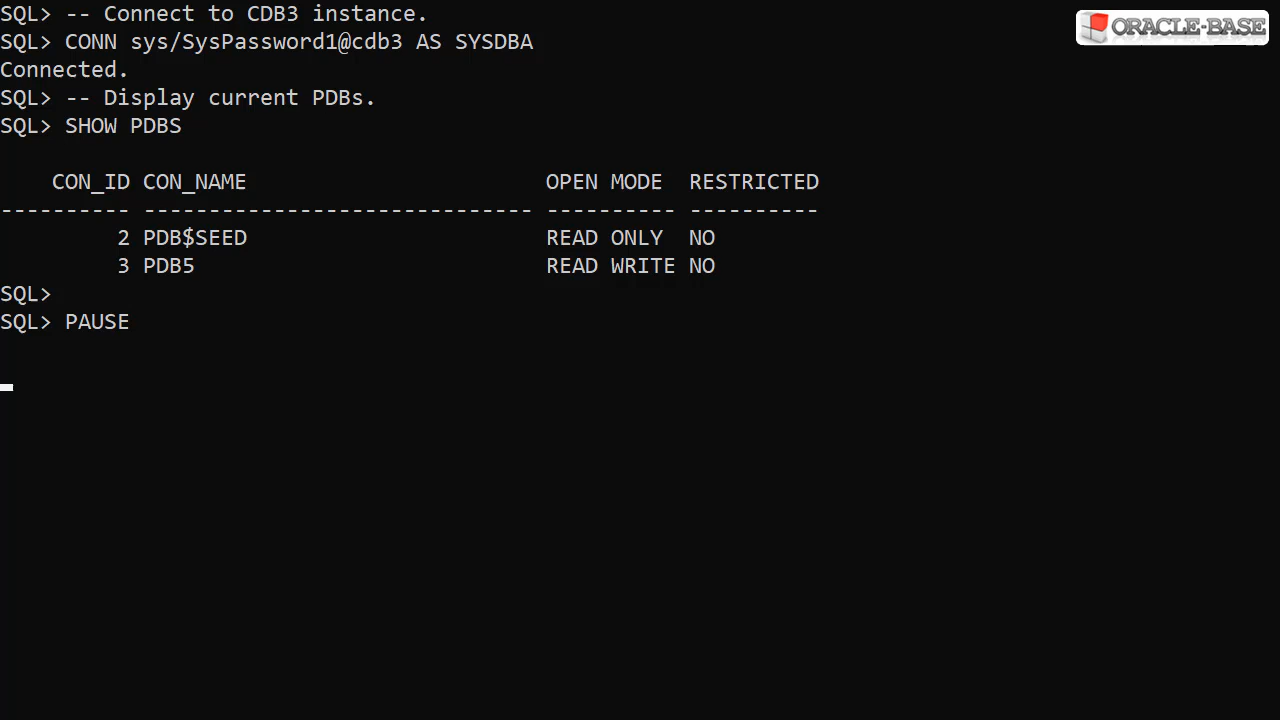 SQL> -- Connect to CDB3 instance.
SQL> CONN sys/SysPassword1@cdb3 AS SYSDBA
Connected.
SQL> -- Display current PDBs.
SQL> SHOW PDBS
    CON_ID CON_NAME                       OPEN MODE  RESTRICTED
---------- ------------------------------ ---------- ----------
         2 PDB$SEED                       READ ONLY  NO
         3 PDB5                           READ WRITE NO
SQL>
SQL> PAUSE
ORACLE-BASE